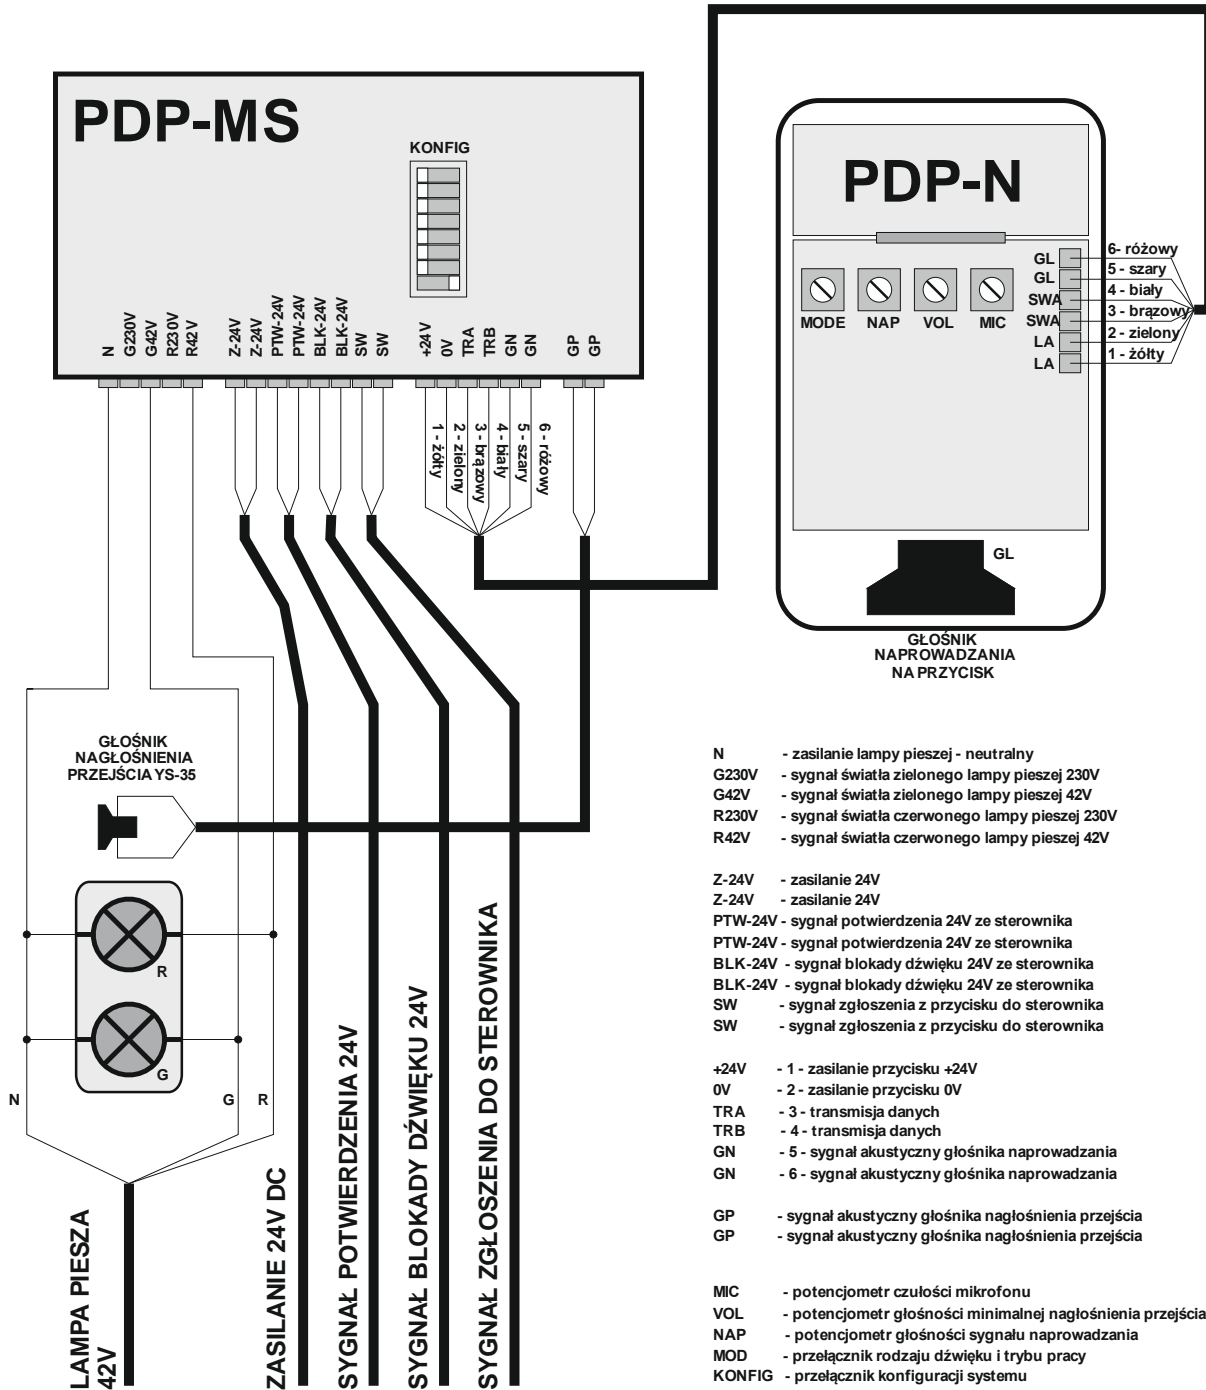 PDP-MS
KONFIG
N
G230V
G42V
R230V
R42V
Z-24V
Z-24V
PTW-24V
PTW-24V
BLK-24V
BLK-24V
SW
SW
+24V
0V
TRA
TRB
GN
GN
GP
GP
1 - żółty
2 - zielony
3 - brązowy
4 - biały
5 - szary
6 - różowy
PDP-N
MODE
NAP
VOL
MIC
GL
GL
SWA
SWA
LA
LA
6- różowy
5 - szary
4 - biały
3 - brązowy
2 - zielony
1 - żółty
GL
GŁOŚNIK
NAPROWADZANIA
NA PRZYCISK
GŁOŚNIK
NAGŁOŚNIENIA
PRZEJŚCIA YS-35
R
G
N
G
R
LAMPA PIESZA
42V
ZASILANIE 24V DC
SYGNAŁ POTWIERDZENIA 24V
SYGNAŁ BLOKADY DŹWIĘKU 24V
SYGNAŁ ZGŁOSZENIA DO STEROWNIKA
N - zasilanie lampy pieszej - neutralny
G230V - sygnał światła zielonego lampy pieszej 230V
G42V - sygnał światła zielonego lampy pieszej 42V
R230V - sygnał światła czerwonego lampy pieszej 230V
R42V - sygnał światła czerwonego lampy pieszej 42V
Z-24V - zasilanie 24V
Z-24V - zasilanie 24V
PTW-24V - sygnał potwierdzenia 24V ze sterownika
PTW-24V - sygnał potwierdzenia 24V ze sterownika
BLK-24V - sygnał blokady dźwięku 24V ze sterownika
BLK-24V - sygnał blokady dźwięku 24V ze sterownika
SW - sygnał zgłoszenia z przycisku do sterownika
SW - sygnał zgłoszenia z przycisku do sterownika
+24V - 1 - zasilanie przycisku +24V
0V - 2 - zasilanie przycisku 0V
TRA - 3 - transmisja danych
TRB - 4 - transmisja danych
GN - 5 - sygnał akustyczny głośnika naprowadzania
GN - 6 - sygnał akustyczny głośnika naprowadzania
GP - sygnał akustyczny głośnika nagłośnienia przejścia
GP - sygnał akustyczny głośnika nagłośnienia przejścia
MIC - potencjometr czułości mikrofonu
VOL - potencjometr głośności minimalnej nagłośnienia przejścia
NAP - potencjometr głośności sygnału naprowadzania
MOD - przełącznik rodzaju dźwięku i trybu pracy
KONFIG - przełącznik konfiguracji systemu